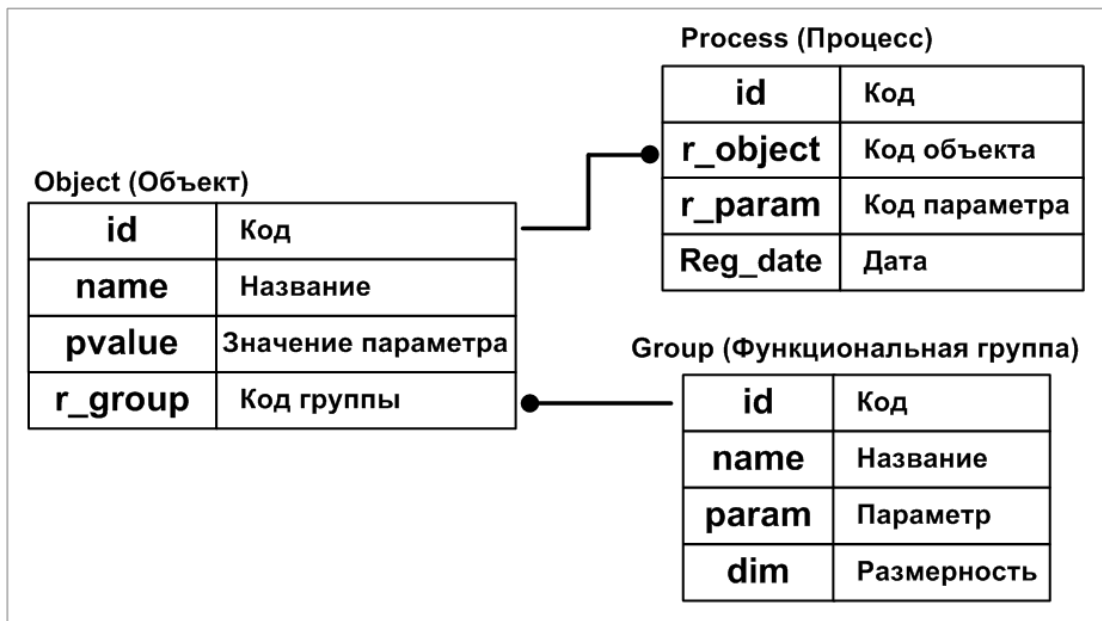 Process (Процесс)
id Код
r_object Код объекта
r_param Код параметра
Reg_date Дата
Object (Объект)
id Код
name Название
pvalue Значение параметра
r_group Код группы
Group (Функциональная группа)
id Код
name Название
param Параметр
dim Размерность